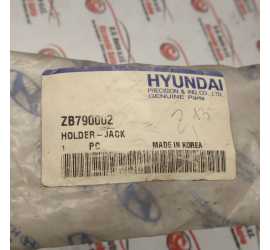 HYUNDAI
PRECISION & IND. CO., LTD.
GENUINE Parts
ZB790002
HOLDER-JACK
1 PC MADE IN KOREA